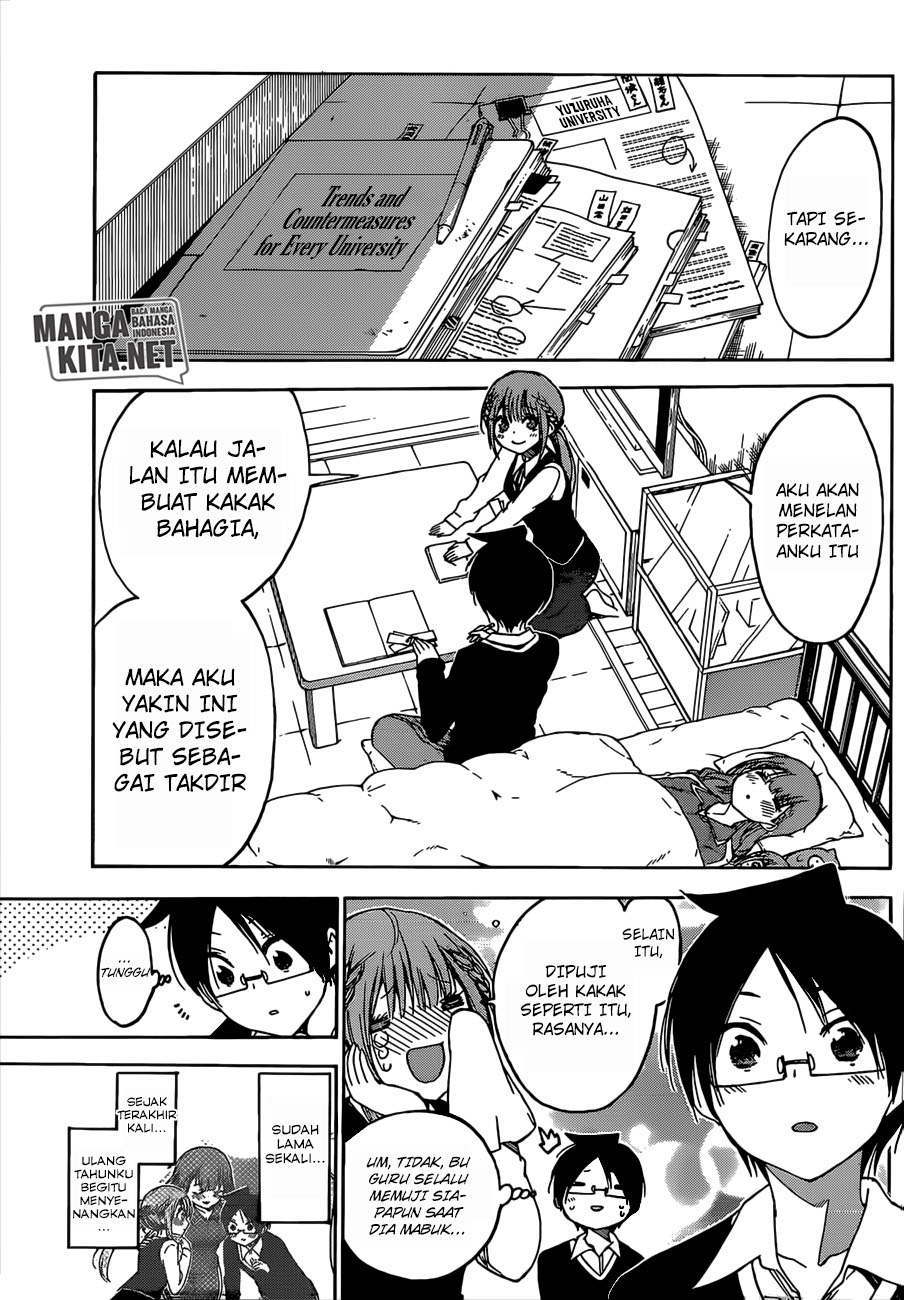 YUZURUHA
UNIVERSITY
Trends and
Countermeasures
for Every University
TAPI SE-
KARANG...
MANGA
KITA.NET
BACA MANGA
BAHASA
INDONESIA
AKU AKAN
MENELAN
PERKATA-
ANKU ITU
KALAU JA-
LAN ITU MEM-
BUAT KAKAK
BAHAGIA,
MAKA AKU
YAKIN INI
YANG DISE-
BUT SEBA-
GAI TAKDIR
SELAIN
ITU,
DIPUJI
OLEH KAKAK
SEPERTI ITU,
RASANYA...
UM, TIDAK, BU
GURU SELALU
MEMUJI SIA-
PAPUN SAAT
DIA MABUK...
...
TUNGGU
SUDAH
LAMA
SEKALI...
SEJAK
TERAKHIR
KALI...
ULANG
TAHUNKU
BEGITU
MENYE-
NANGKAN
...